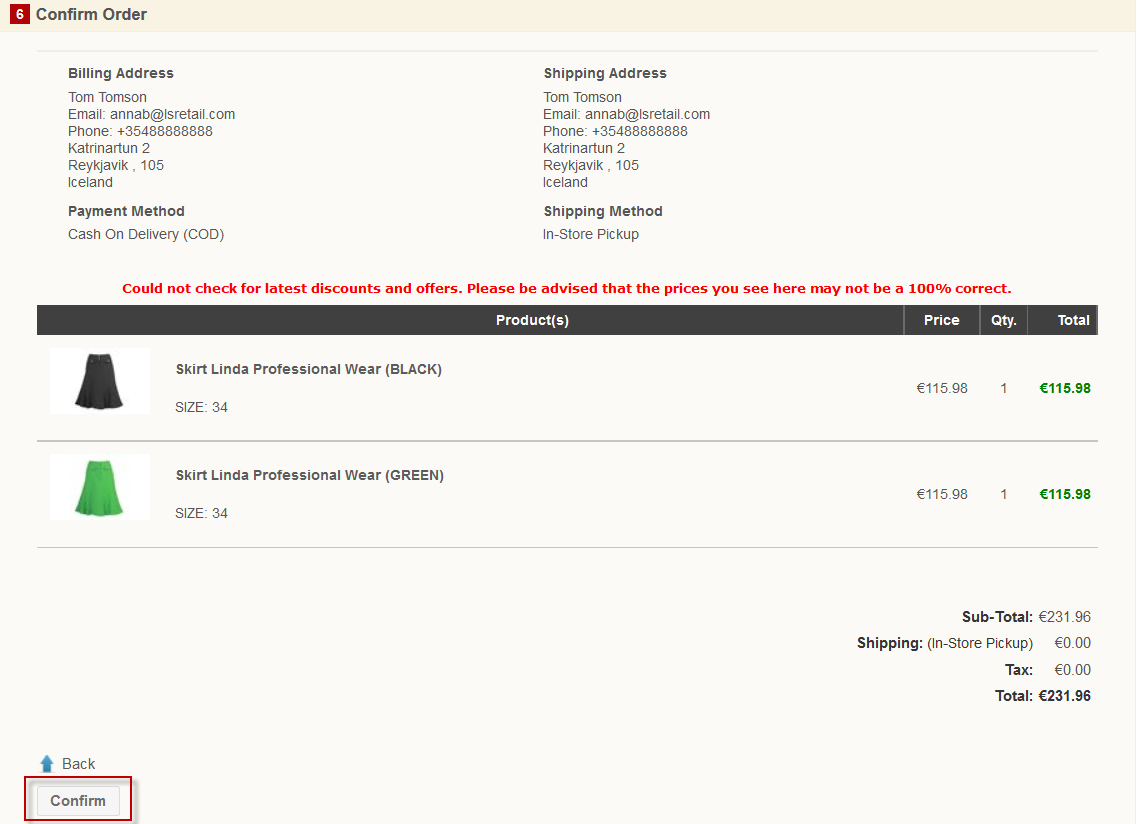 6 Confirm Order
Billing Address
Tom Tomson
Email: annab@lsretail.com
Phone: +35488888888
Katrinartun 2
Reykjavik , 105
Iceland
Payment Method
Cash On Delivery (COD)
Shipping Address
Tom Tomson
Email: annab@lsretail.com
Phone: +35488888888
Katrinartun 2
Reykjavik , 105
Iceland
Shipping Method
In-Store Pickup
Could not check for latest discounts and offers. Please be advised that the prices you see here may not be a 100% correct.
Product(s) Price Qty. Total
Skirt Linda Professional Wear (BLACK)
SIZE: 34
€115.98 1 €115.98
Skirt Linda Professional Wear (GREEN)
SIZE: 34
€115.98 1 €115.98
Sub-Total: €231.96
Shipping: (In-Store Pickup) €0.00
Tax: €0.00
Total: €231.96
Back
Confirm